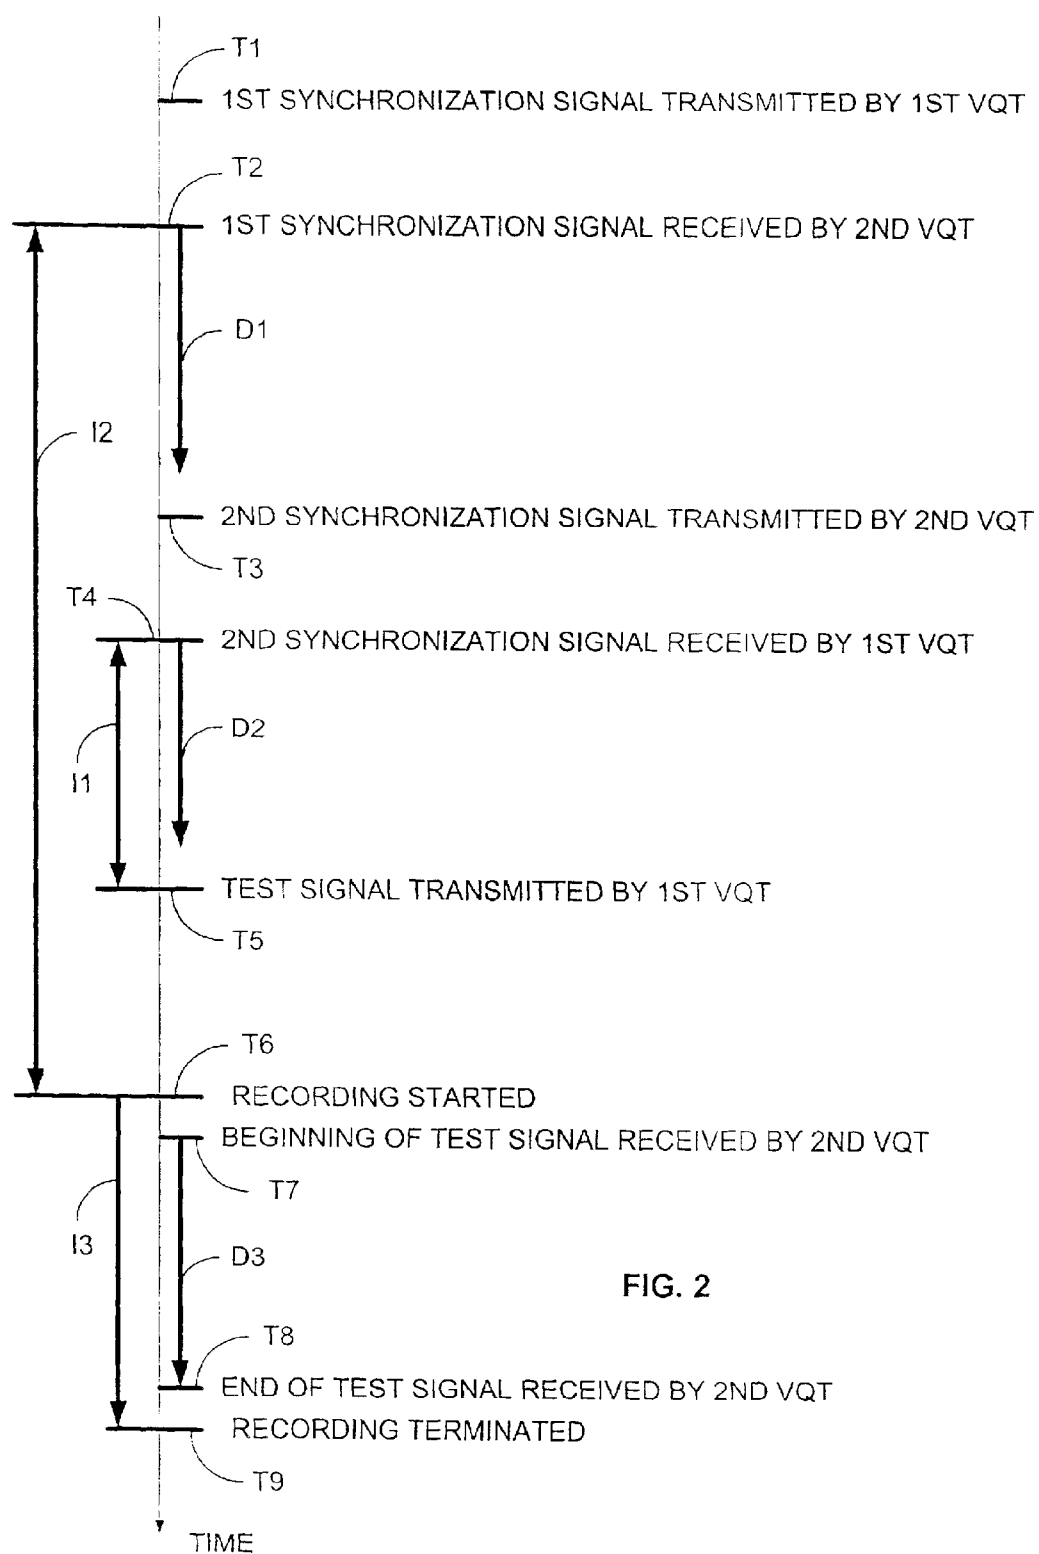 T1
1ST SYNCHRONIZATION SIGNAL TRANSMITTED BY 1ST VQT
T2
1ST SYNCHRONIZATION SIGNAL RECEIVED BY 2ND VQT
D1
I2
2ND SYNCHRONIZATION SIGNAL TRANSMITTED BY 2ND VQT
T3
T4
2ND SYNCHRONIZATION SIGNAL RECEIVED BY 1ST VQT
D2
I1
TEST SIGNAL TRANSMITTED BY 1ST VQT
T5
T6
RECORDING STARTED
BEGINNING OF TEST SIGNAL RECEIVED BY 2ND VQT
T7
I3
D3
FIG. 2
T8
END OF TEST SIGNAL RECEIVED BY 2ND VQT
RECORDING TERMINATED
T9
TIME